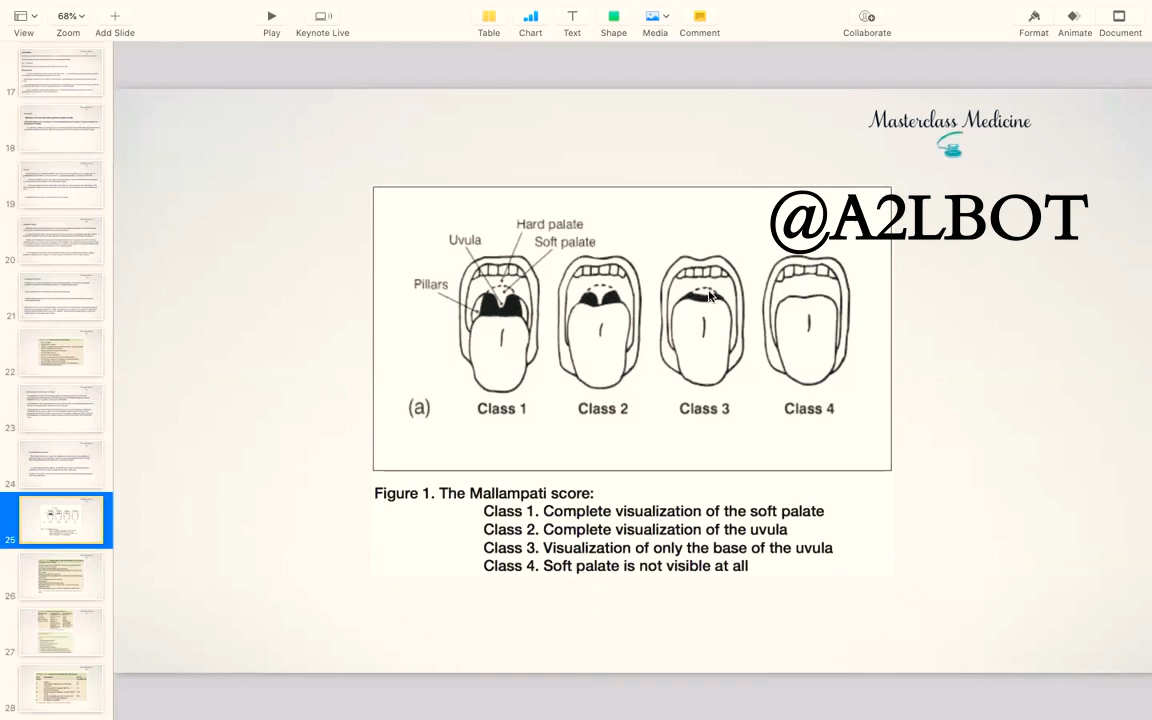 68%
View
Zoom
Add Slide
Play
Keynote Live
Table
Chart
Text
Shape
Media
Comment
Collaborate
Format
Animate
Document
17
18
19
20
21
22
23
24
25
26
27
28
Masterclass Medicine
@A2LBOT
Hard palate
Uvula
Soft palate
Pillars
(a) Class 1 Class 2 Class 3 Class 4
Figure 1. The Mallampati score:
Class 1. Complete visualization of the soft palate
Class 2. Complete visualization of the uvula
Class 3. Visualization of only the base of the uvula
Class 4. Soft palate is not visible at all